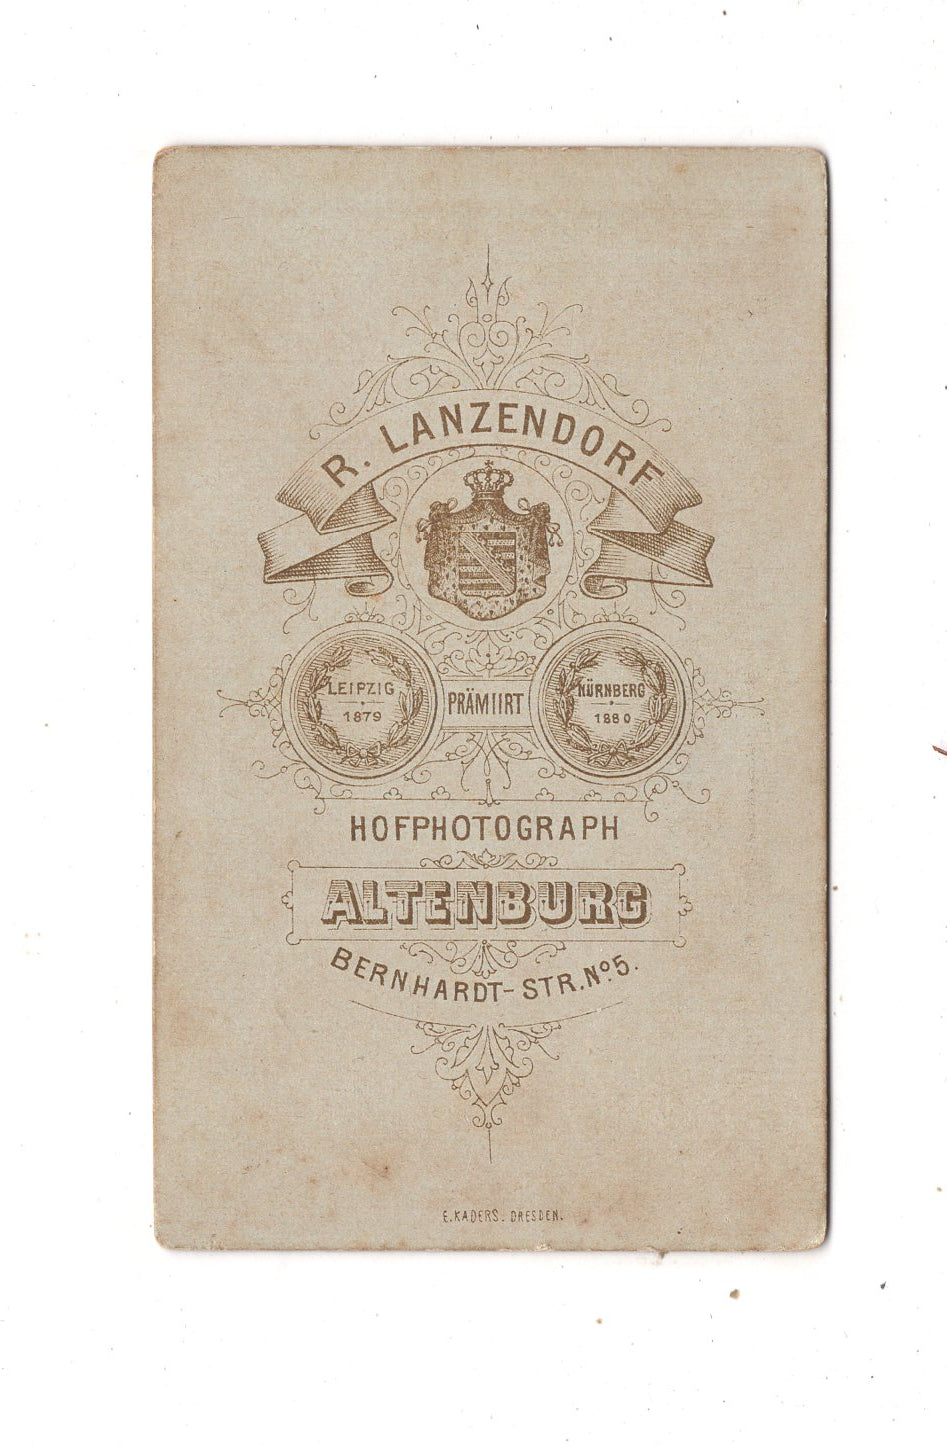 R. LANZENDORF
LEIPZIG
1879
PRÄMIIRT
NÜRNBERG
1880
HOFPHOTOGRAPH
ALTENBURG
BERNHARDT-STR. No 5.
E. KADERS. DRESDEN.